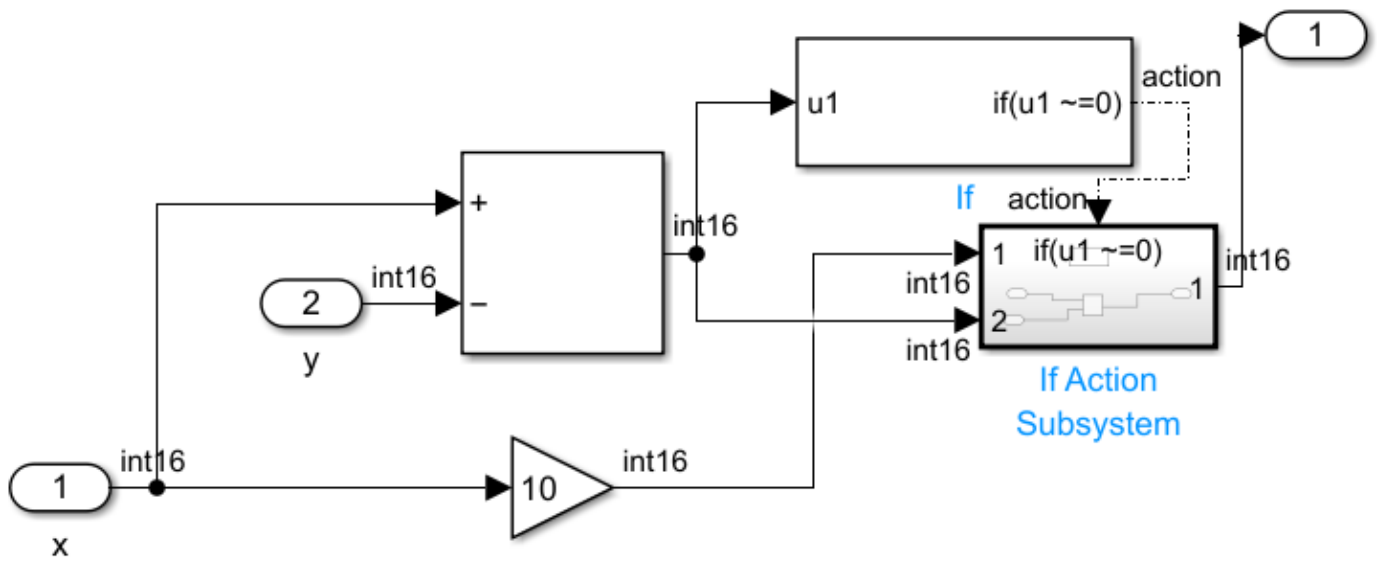 1
action
u1 if(u1 ~=0)
If action
+
int16
1 if(u1 ~=0)
int16
int16
int16
2
−
1
2
y
int16
If Action
Subsystem
int16
int16
1
10
x